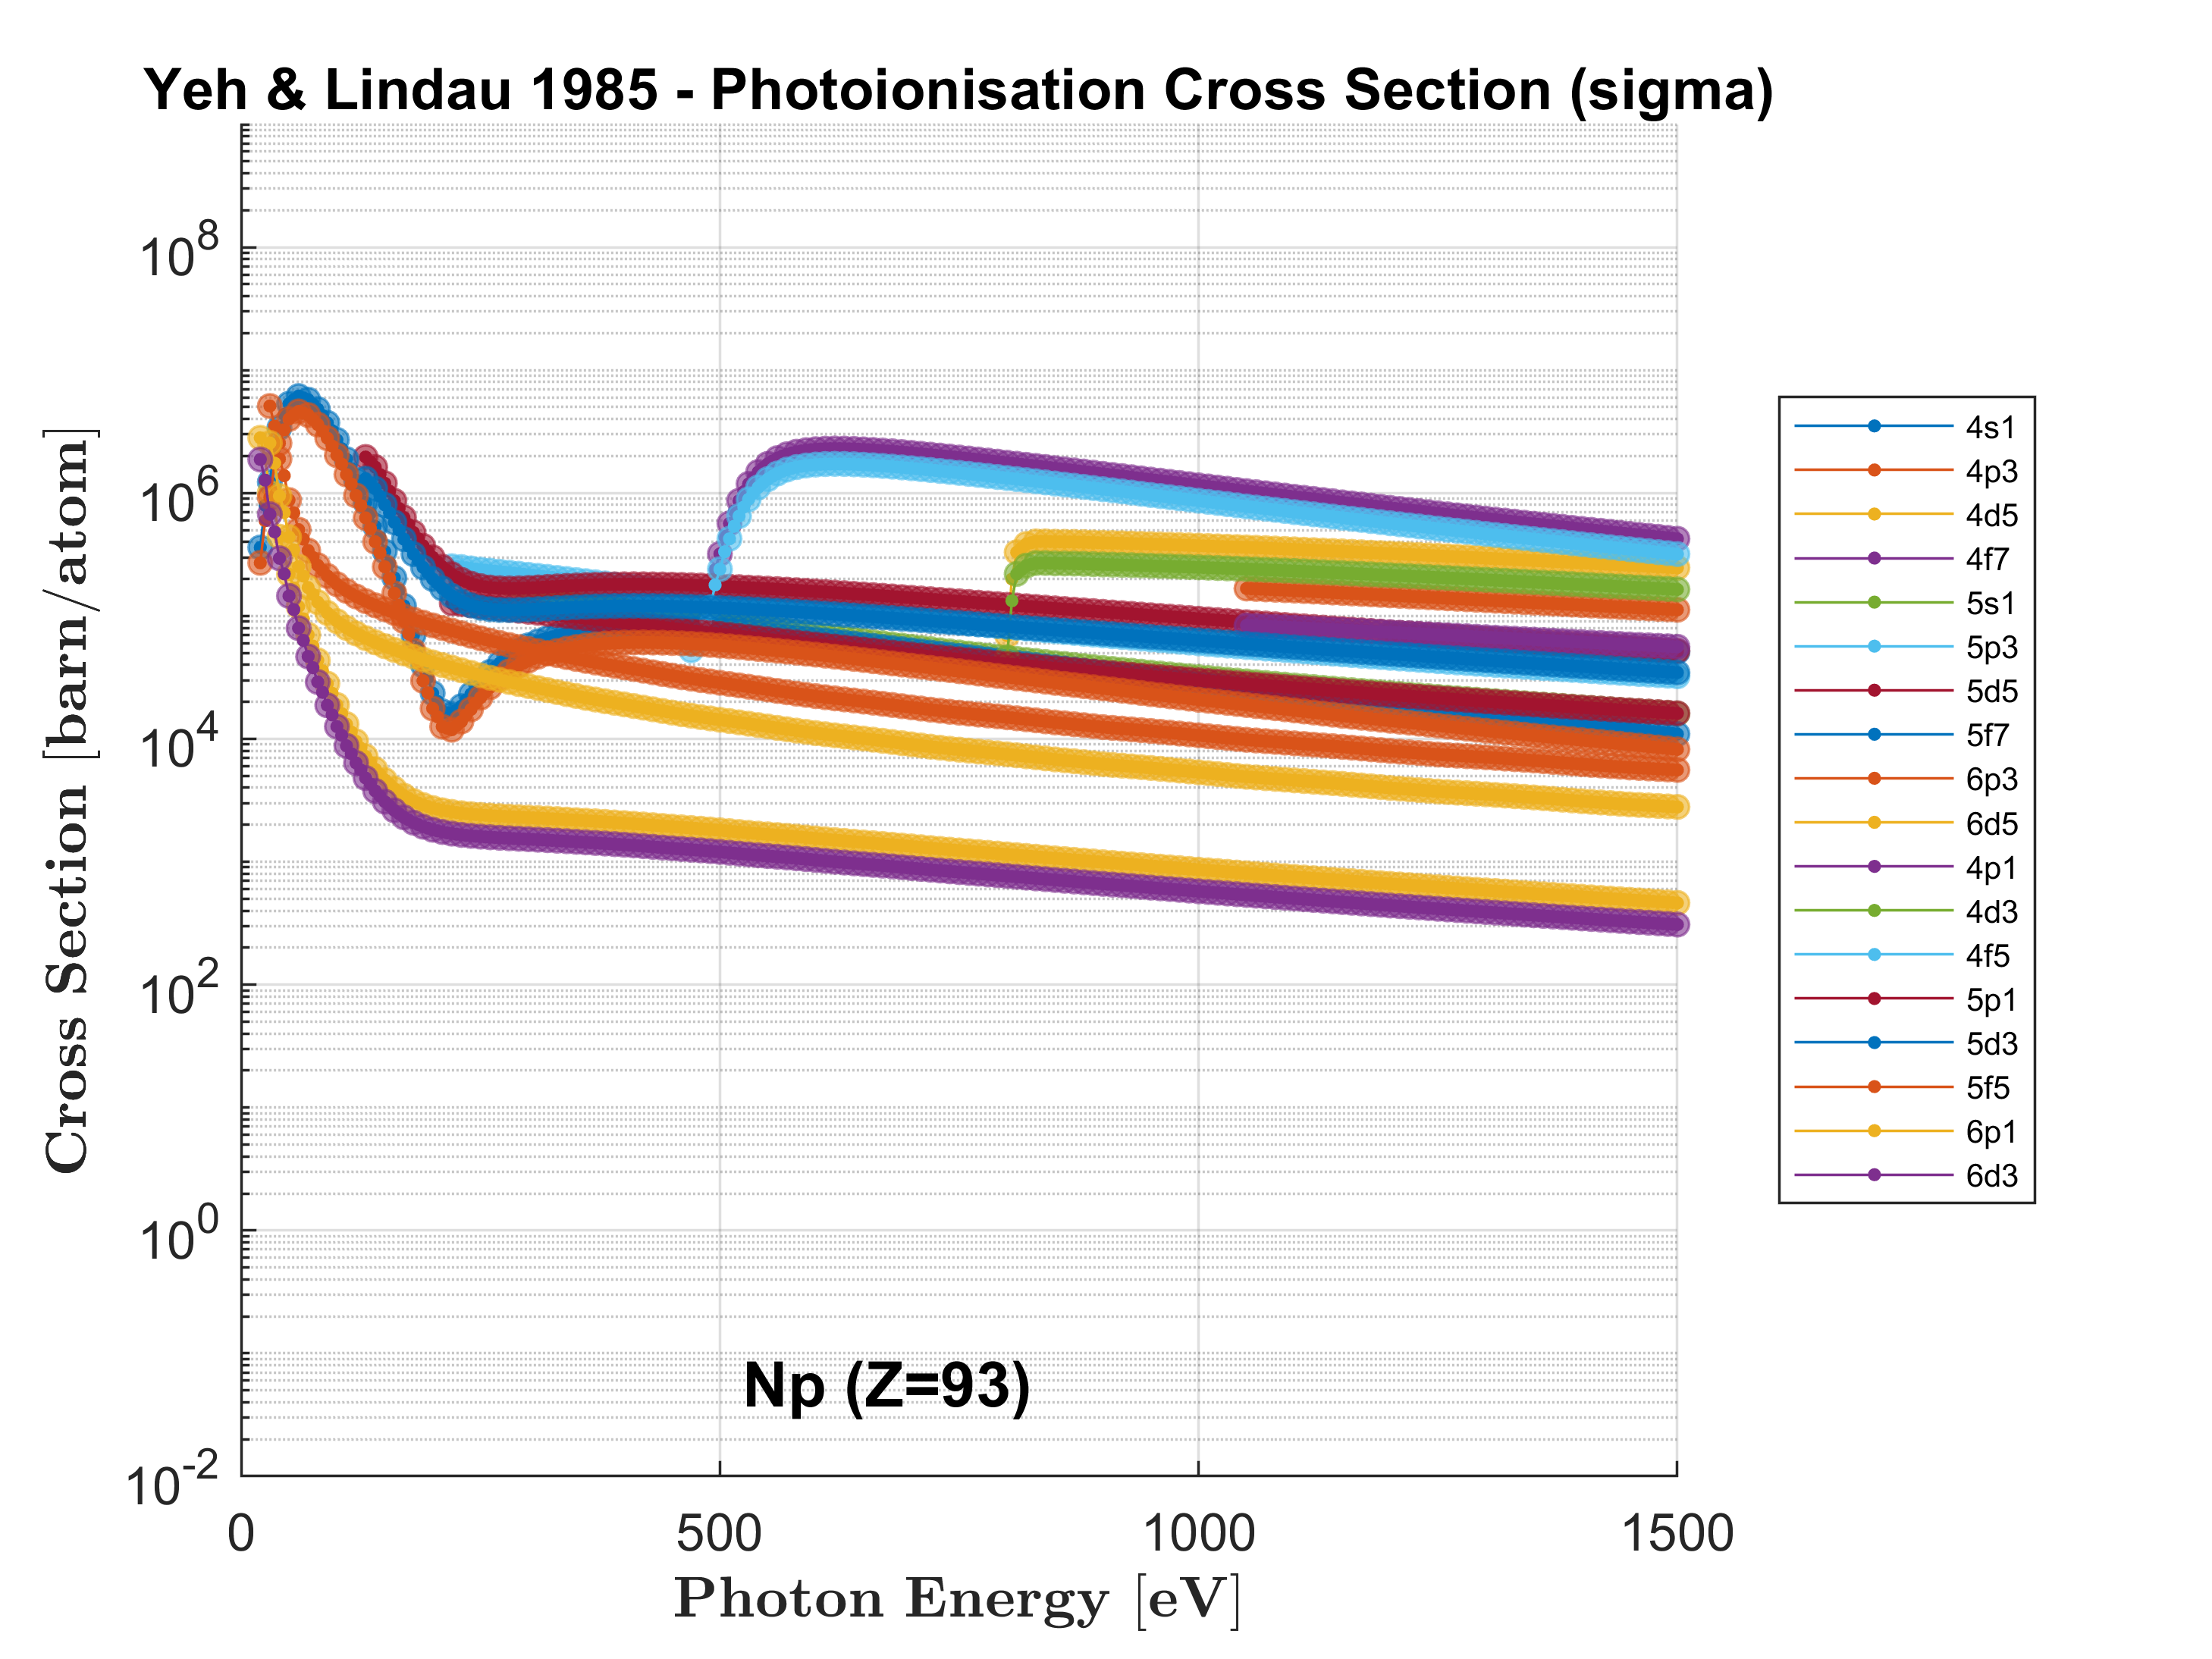 Yeh & Lindau 1985 - Photoionisation Cross Section (sigma)
Cross Section [barn/atom]
10^8
10^6
10^4
10^2
10^0
10^-2
0 500 1000 1500
Photon Energy [eV]
Np (Z=93)
4s1
4p3
4d5
4f7
5s1
5p3
5d5
5f7
6p3
6d5
4p1
4d3
4f5
5p1
5d3
5f5
6p1
6d3